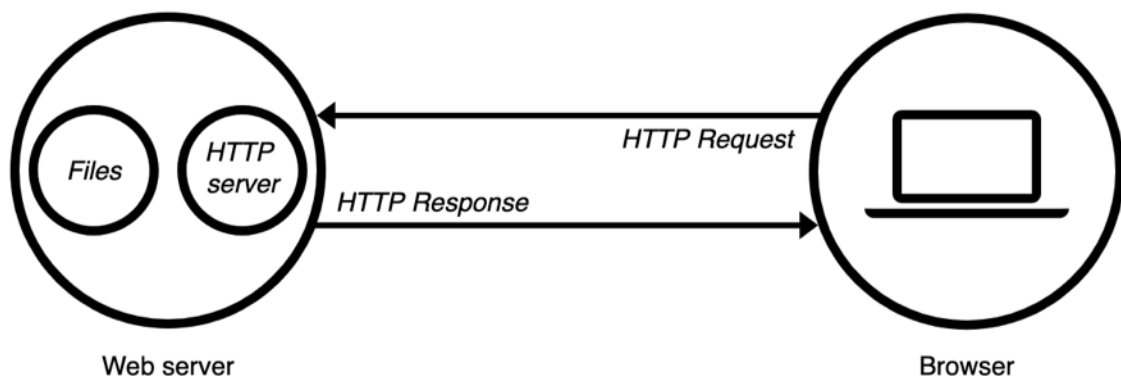 Files
HTTP
server
HTTP Request
HTTP Response
Web server
Browser